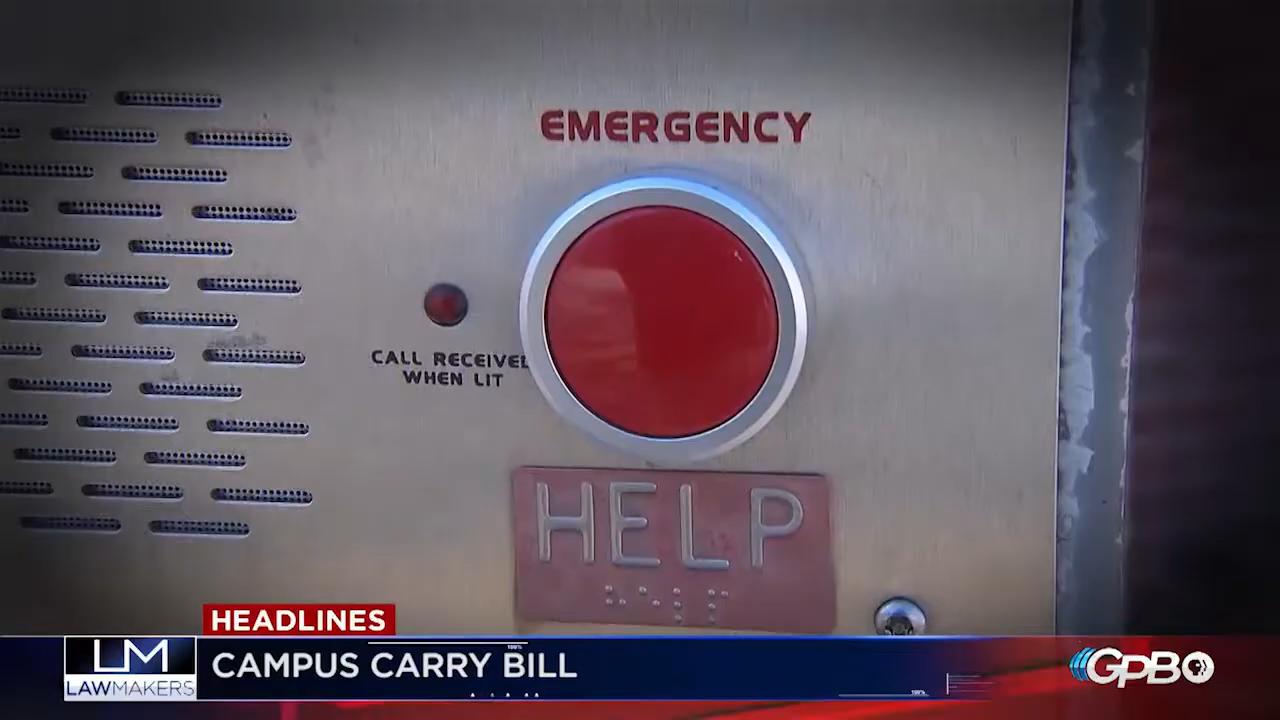 EMERGENCY
CALL RECEIVED
WHEN LIT
HELP
HEADLINES
LM
LAWMAKERS
CAMPUS CARRY BILL
GPB